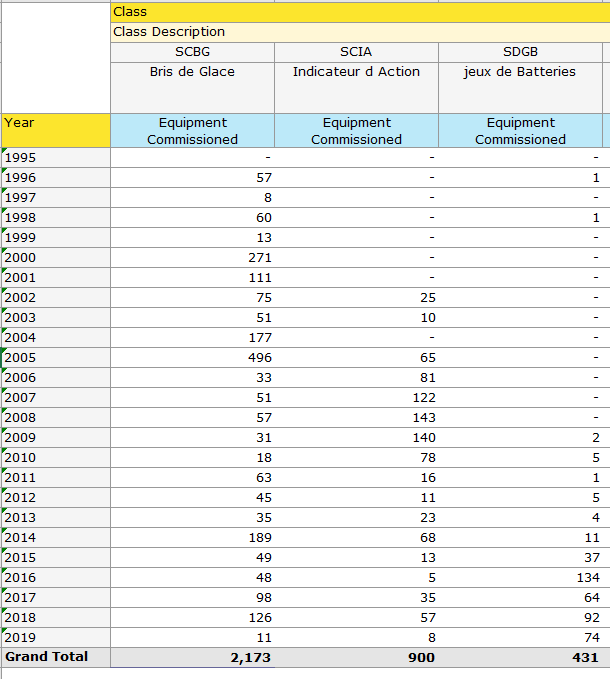 Class
Class Description
SCBG SCIA SDGB
Bris de Glace Indicateur d Action jeux de Batteries
Year Equipment Commissioned Equipment Commissioned Equipment Commissioned
1995 - - -
1996 57 - 1
1997 8 - -
1998 60 - 1
1999 13 - -
2000 271 - -
2001 111 - -
2002 75 25 -
2003 51 10 -
2004 177 - -
2005 496 65 -
2006 33 81 -
2007 51 122 -
2008 57 143 -
2009 31 140 2
2010 18 78 5
2011 63 16 1
2012 45 11 5
2013 35 23 4
2014 189 68 11
2015 49 13 37
2016 48 5 134
2017 98 35 64
2018 126 57 92
2019 11 8 74
Grand Total 2,173 900 431